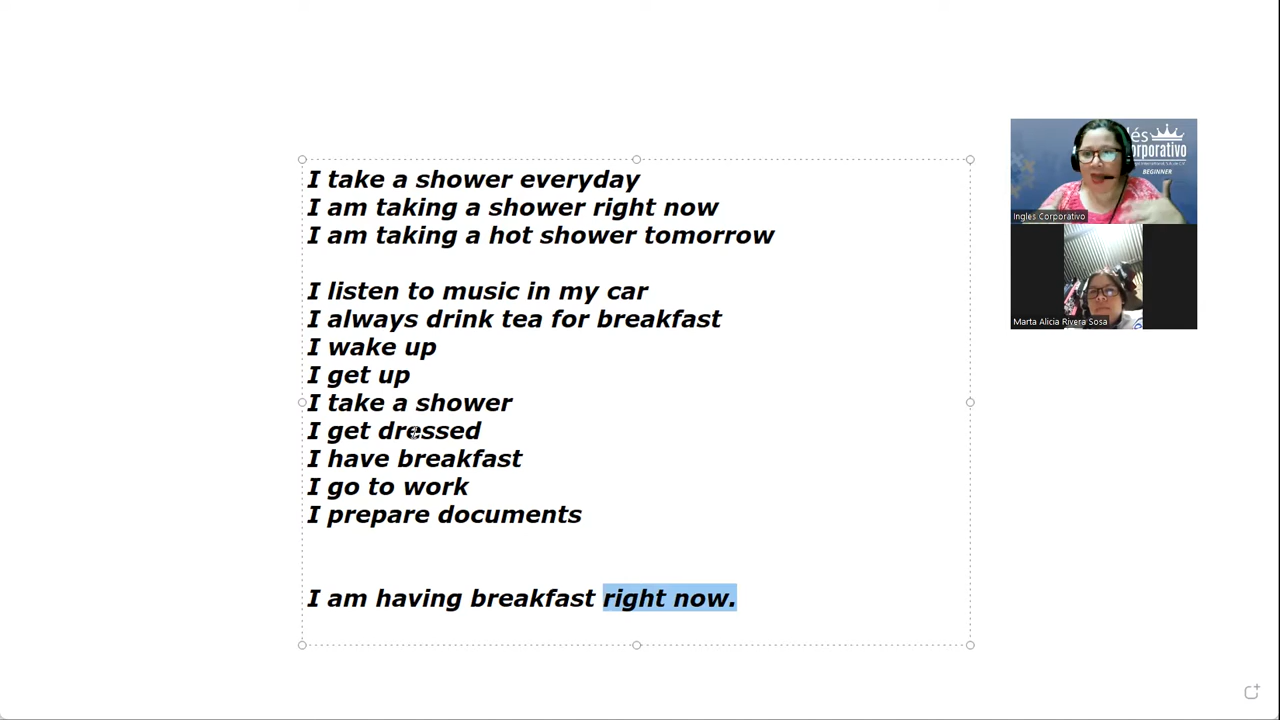 I take a shower everyday
I am taking a shower right now
I am taking a hot shower tomorrow
I listen to music in my car
I always drink tea for breakfast
I wake up
I get up
I take a shower
I get dressed
I have breakfast
I go to work
I prepare documents
I am having breakfast right now.
és
orporativo
BEGINNER
Ingles Corporativo
Marta Alicia Rivera Sosa